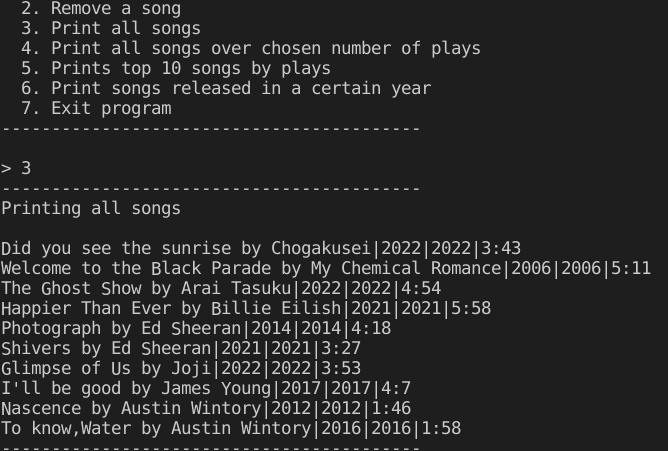 2. Remove a song
3. Print all songs
4. Print all songs over chosen number of plays
5. Prints top 10 songs by plays
6. Print songs released in a certain year
7. Exit program
------------------------------------------
> 3
------------------------------------------
Printing all songs
Did you see the sunrise by Chogakusei|2022|2022|3:43
Welcome to the Black Parade by My Chemical Romance|2006|2006|5:11
The Ghost Show by Arai Tasuku|2022|2022|4:54
Happier Than Ever by Billie Eilish|2021|2021|5:58
Photograph by Ed Sheeran|2014|2014|4:18
Shivers by Ed Sheeran|2021|2021|3:27
Glimpse of Us by Joji|2022|2022|3:53
I'll be good by James Young|2017|2017|4:7
Nascence by Austin Wintory|2012|2012|1:46
To know,Water by Austin Wintory|2016|2016|1:58
------------------------------------------